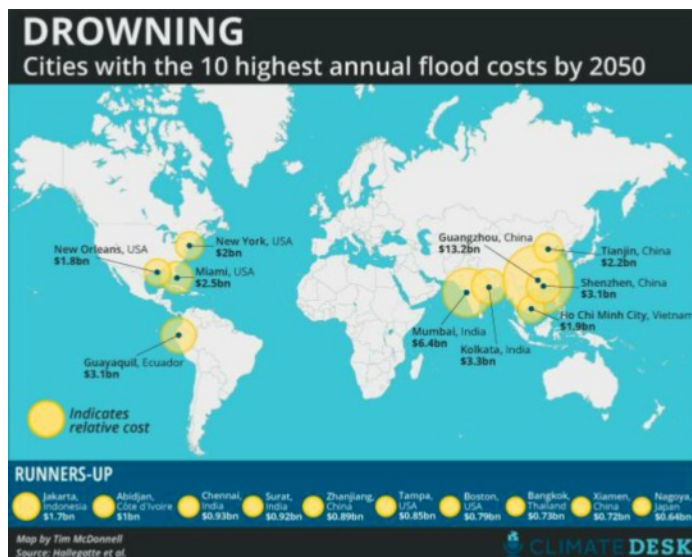 DROWNING
Cities with the 10 highest annual flood costs by 2050
New York, USA
$2bn
New Orleans, USA
$1.8bn
Miami, USA
$2.5bn
Guangzhou, China
$13.2bn
Tianjin, China
$2.2bn
Shenzhen, China
$3.1bn
Ho Chi Minh City, Vietnam
$1.9bn
Mumbai, India
$6.4bn
Kolkata, India
$3.3bn
Guayaquil, Ecuador
$3.1bn
Indicates
relative cost
RUNNERS-UP
Jakarta,
Indonesia
$1.7bn
Abidjan,
Côte d'Ivoire
$1bn
Chennai,
India
$0.93bn
Surat,
India
$0.92bn
Zhanjiang,
China
$0.89bn
Tampa,
USA
$0.85bn
Boston,
USA
$0.79bn
Bangkok,
Thailand
$0.73bn
Xiamen,
China
$0.72bn
Nagoya,
Japan
$0.64bn
Map by Tim McDonnell
Source: Hallegatte et al.
CLIMATE DESK